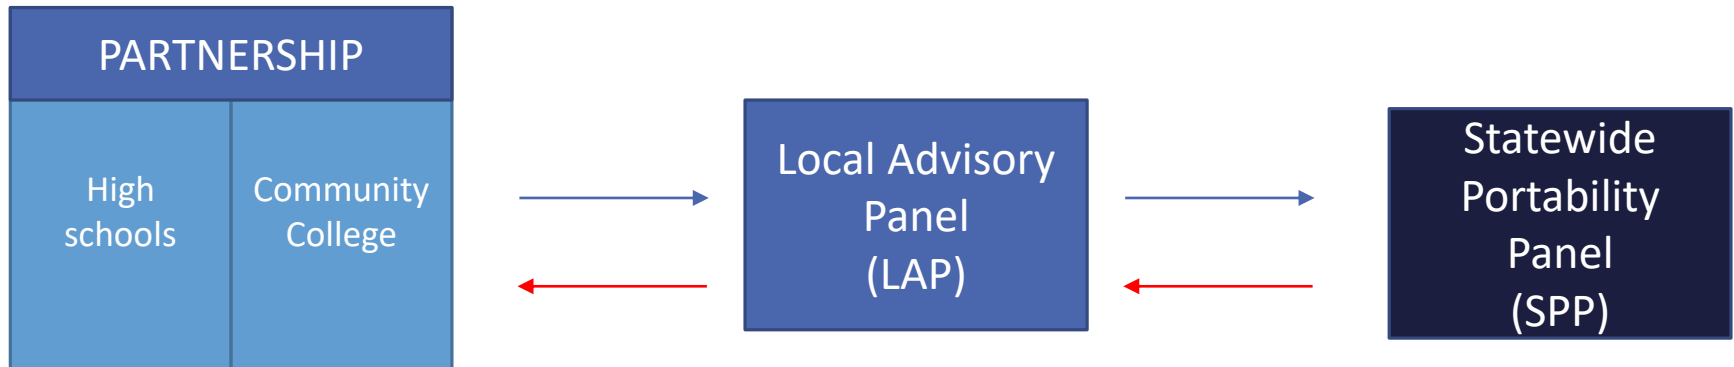 PARTNERSHIP
High
schools
Community
College
Local Advisory
Panel
(LAP)
Statewide
Portability
Panel
(SPP)